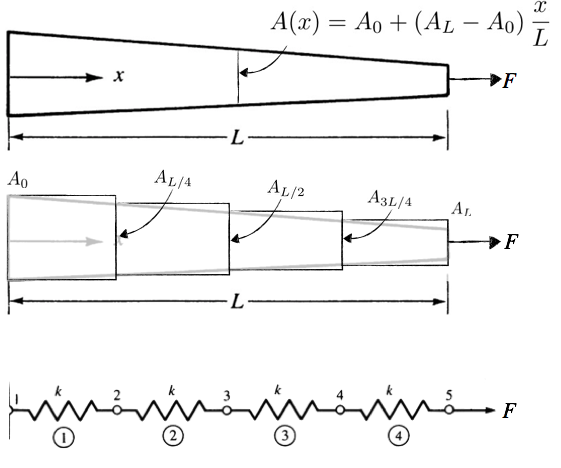 A(x) = A_0 + (A_L − A_0) x/L
x
F
L
A_0 A_{L/4} A_{L/2} A_{3L/4} A_L
F
L
1 k 2 k 3 k 4 k 5 F
① ② ③ ④